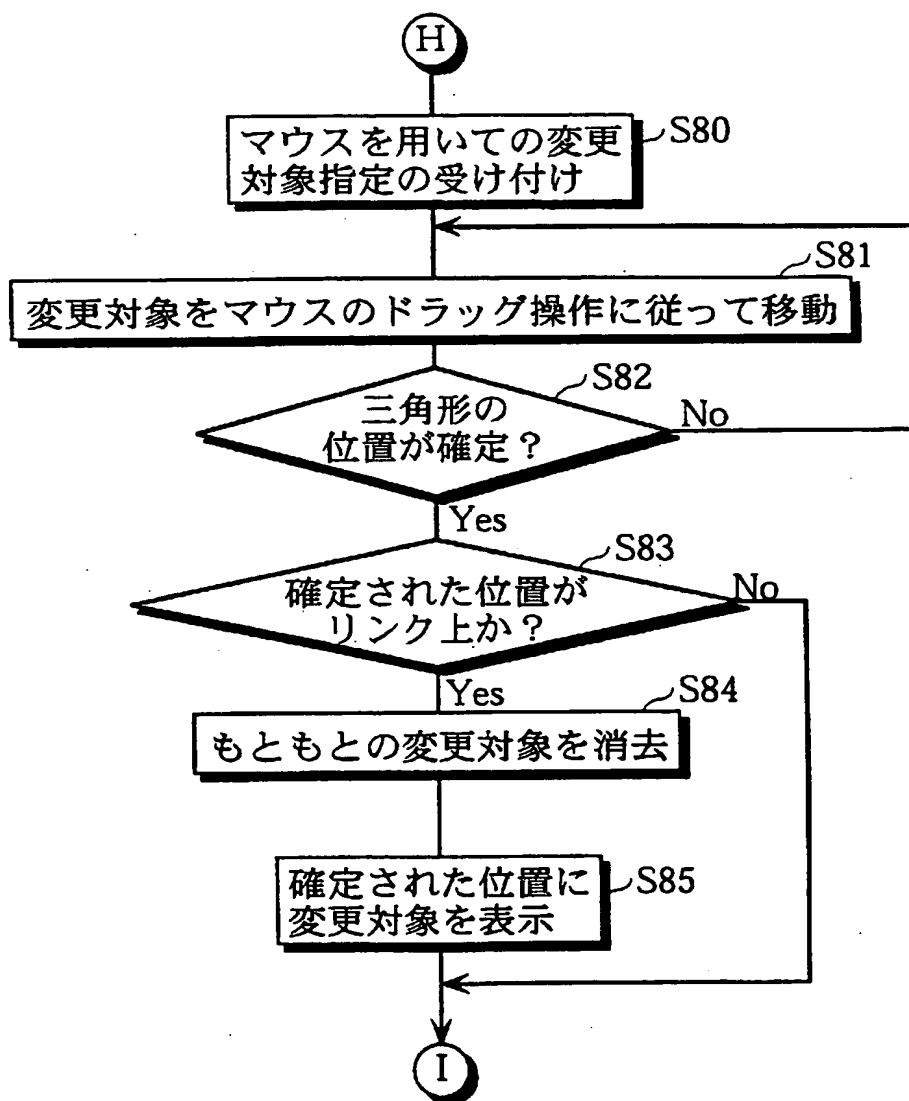 H
マウスを用いての変更
対象指定の受け付け
S80
S81
変更対象をマウスのドラッグ操作に従って移動
S82
三角形の
位置が確定？
No
Yes
S83
確定された位置が
リンク上か？
No
Yes
S84
もともとの変更対象を消去
確定された位置に
変更対象を表示
S85
I